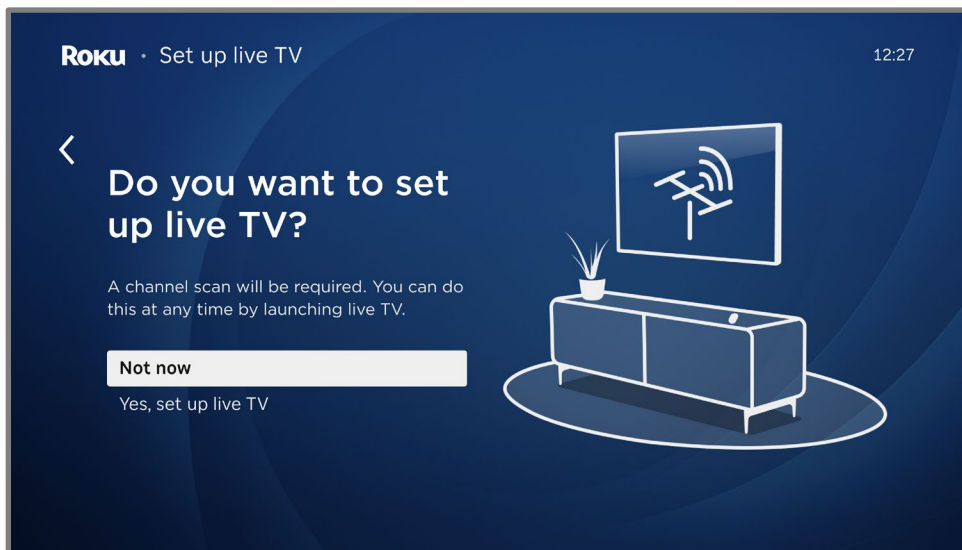 Roku • Set up live TV
12:27
Do you want to set
up live TV?
A channel scan will be required. You can do
this at any time by launching live TV.
Not now
Yes, set up live TV